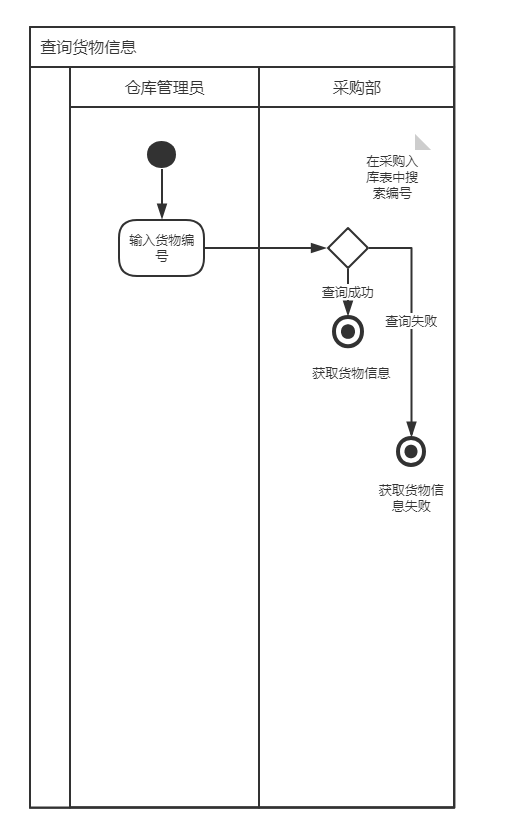 查询货物信息
仓库管理员
采购部
在采购入
库表中搜
索编号
输入货物编
号
查询成功
查询失败
获取货物信息
获取货物信
息失败